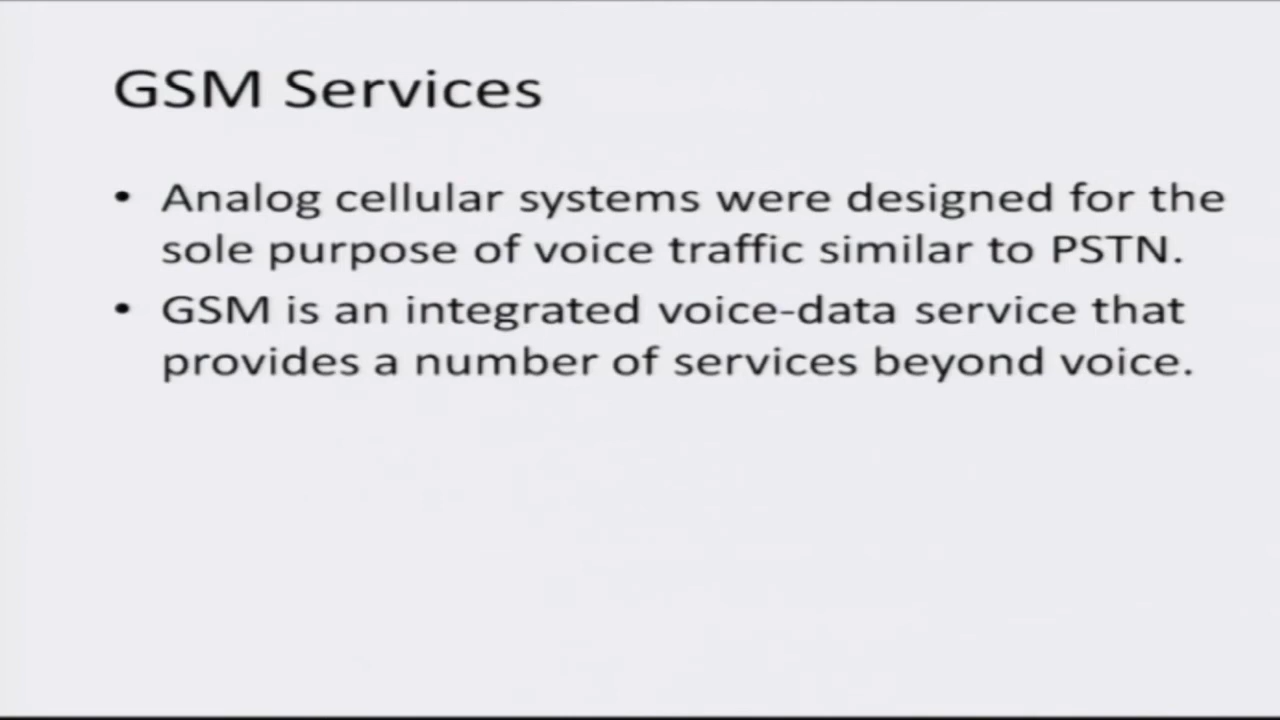 GSM Services
• Analog cellular systems were designed for the
sole purpose of voice traffic similar to PSTN.
• GSM is an integrated voice-data service that
provides a number of services beyond voice.